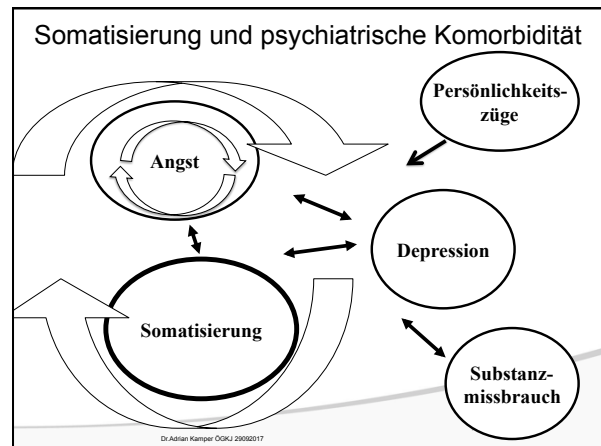 Somatisierung und psychiatrische Komorbidität
Persönlichkeits-
züge
Angst
Depression
Somatisierung
Substanz-
missbrauch
Dr.Adrian Kamper ÖGKJ 29092017